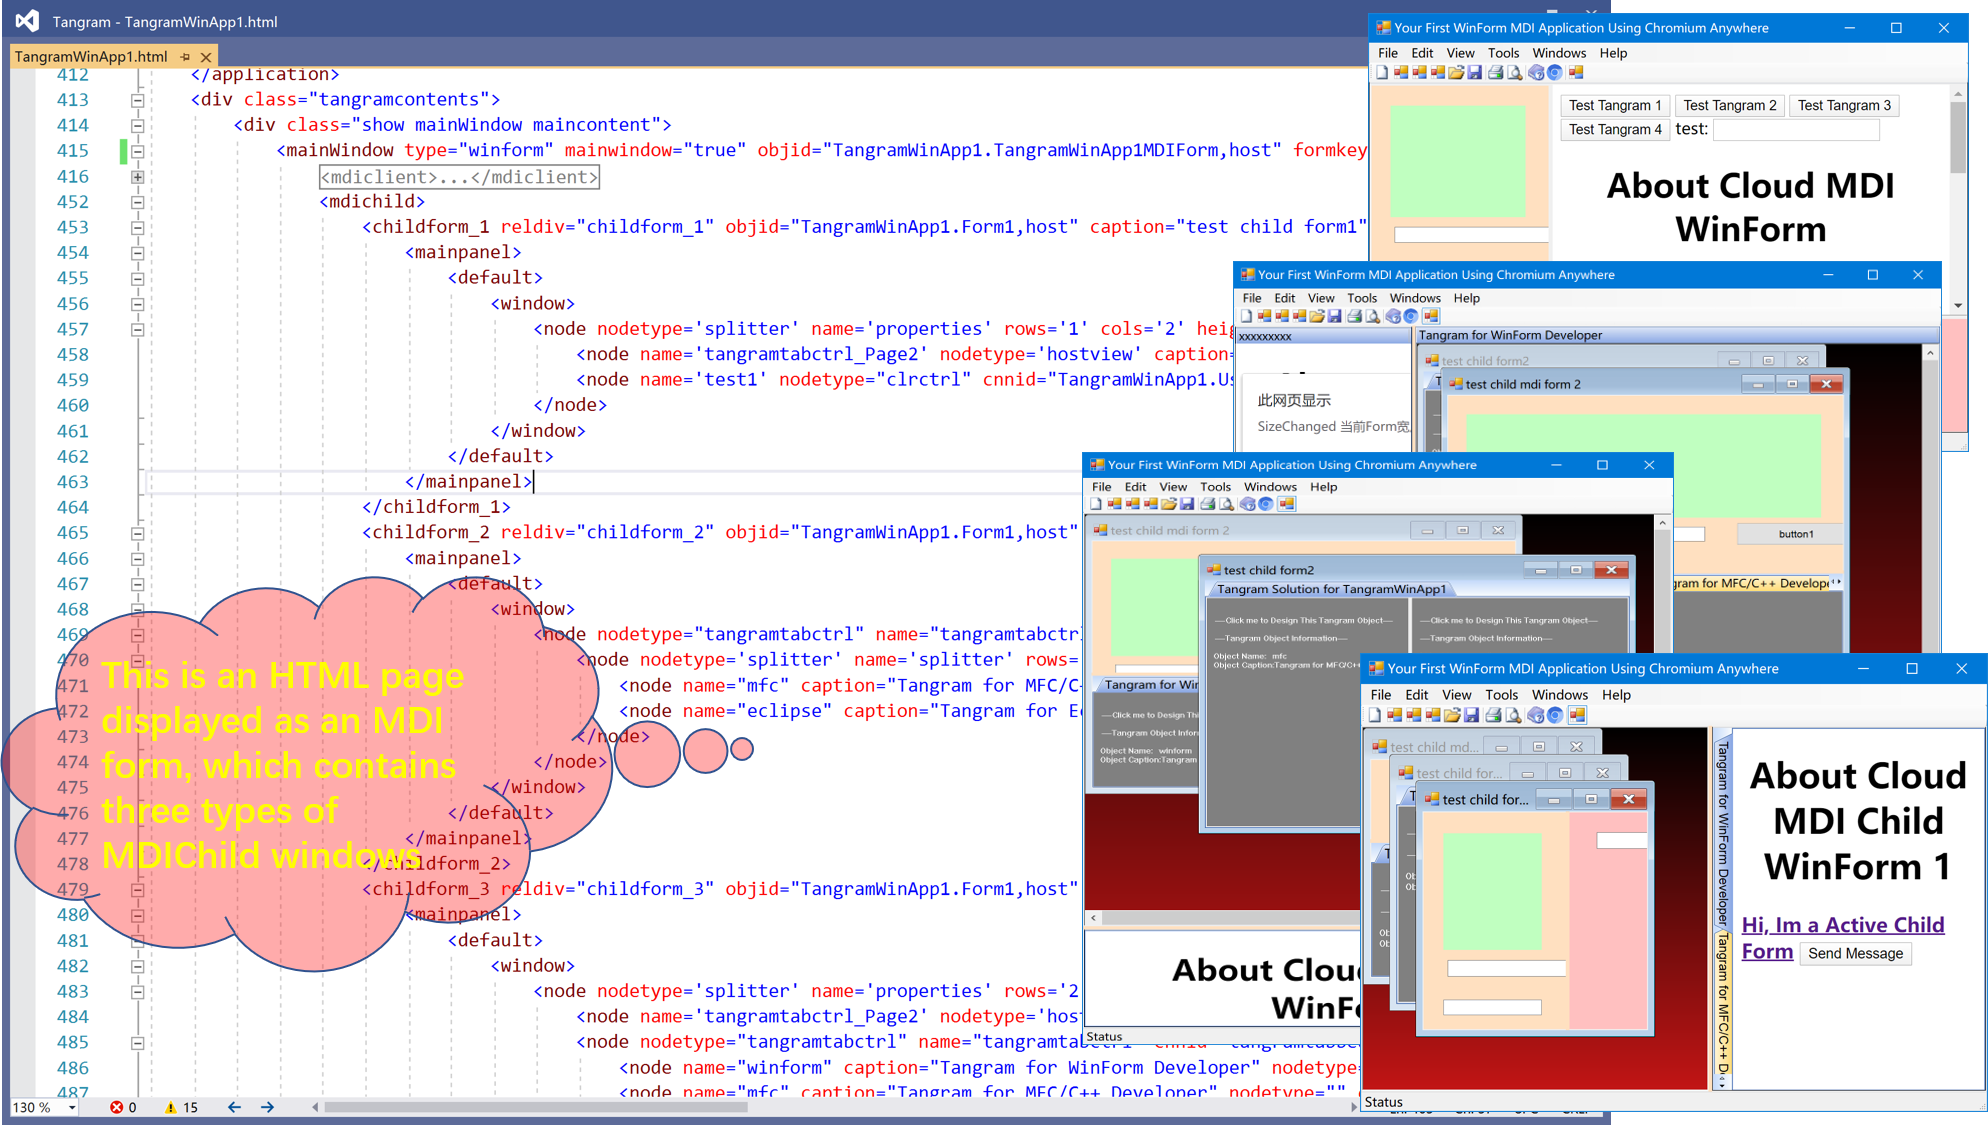 Tangram - TangramWinApp1.html
TangramWinApp1.html
412 </application>
413 <div class="tangramcontents">
414 <div class="show mainWindow maincontent">
415 <mainWindow type="winform" mainwindow="true" objid="TangramWinApp1.TangramWinApp1MDIForm,host" formkey
416 <mdiclient>...</mdiclient>
452 <mdichild>
453 <childform_1 reldiv="childform_1" objid="TangramWinApp1.Form1,host" caption="test child form1"
454 <mainpanel>
455 <default>
456 <window>
457 <node nodetype='splitter' name='properties' rows='1' cols='2' heig
458 <node name='tangramtabctrl_Page2' nodetype='hostview' caption=
459 <node name='test1' nodetype="clrctrl" cnnid="TangramWinApp1.Us
460 </node>
461 </window>
462 </default>
463 </mainpanel>
464 </childform_1>
465 <childform_2 reldiv="childform_2" objid="TangramWinApp1.Form1,host"
466 <mainpanel>
467 <default>
468 <window>
469 <node nodetype="tangramtabctrl" name="tangramtabctrl
470 <node nodetype='splitter' name='splitter' rows=
471 <node name="mfc" caption="Tangram for MFC/C
472 <node name="eclipse" caption="Tangram for Ec
473 </node>
474 </node>
475 </window>
476 </default>
477 </mainpanel>
478 </childform_2>
479 <childform_3 reldiv="childform_3" objid="TangramWinApp1.Form1,host"
480 <mainpanel>
481 <default>
482 <window>
483 <node nodetype='splitter' name='properties' rows='2
484 <node name='tangramtabctrl_Page2' nodetype='hos
485 <node nodetype="tangramtabctrl" name="tangramtabctrl
486 <node name="winform" caption="Tangram for WinForm Developer" nodetype=
487 <node name="mfc" caption="Tangram for MFC/C++ Developer" nodetype=""
130 % 0 15
This is an HTML page
displayed as an MDI
form, which contains
three types of
MDIChild windows
Your First WinForm MDI Application Using Chromium Anywhere
File Edit View Tools Windows Help
Test Tangram 1 Test Tangram 2 Test Tangram 3
Test Tangram 4 test:
About Cloud MDI
WinForm
Your First WinForm MDI Application Using Chromium Anywhere
File Edit View Tools Windows Help
xxxxxxxxx
Tangram for WinForm Developer
此网页显示
SizeChanged 当前Form宽
test child form2
test child mdi form 2
button1
gram for MFC/C++ Develope
Your First WinForm MDI Application Using Chromium Anywhere
File Edit View Tools Windows Help
test child mdi form 2
test child form2
Tangram Solution for TangramWinApp1
----Click me to Design This Tangram Object---- ----Click me to Design This Tangram Object----
----Tangram Object Information---- ----Tangram Object Information----
Object Name: mfc
Object Caption:Tangram for MFC/C+
Tangram for Win
----Click me to Design Thi
----Tangram Object Infor
Object Name: winform
Object Caption:Tangram
About Clou
WinFo
Status
Your First WinForm MDI Application Using Chromium Anywhere
File Edit View Tools Windows Help
test child md...
test child for...
test child for...
Tangram for WinForm Developer
Tangram for MFC/C++ D
About Cloud
MDI Child
WinForm 1
Hi, Im a Active Child
Form Send Message
Status